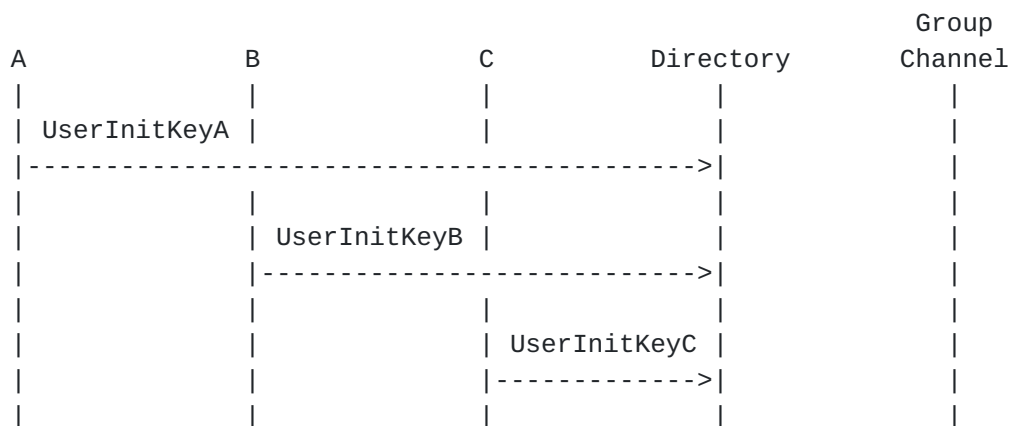 Group
A B C Directory Channel
UserInitKeyA
UserInitKeyB
UserInitKeyC